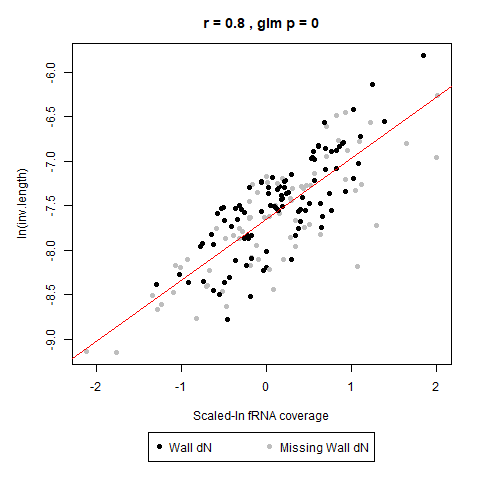 r = 0.8 , glm p = 0
ln(inv.length)
-6.0
-6.5
-7.0
-7.5
-8.0
-8.5
-9.0
-2 -1 0 1 2
Scaled-ln fRNA coverage
Wall dN Missing Wall dN